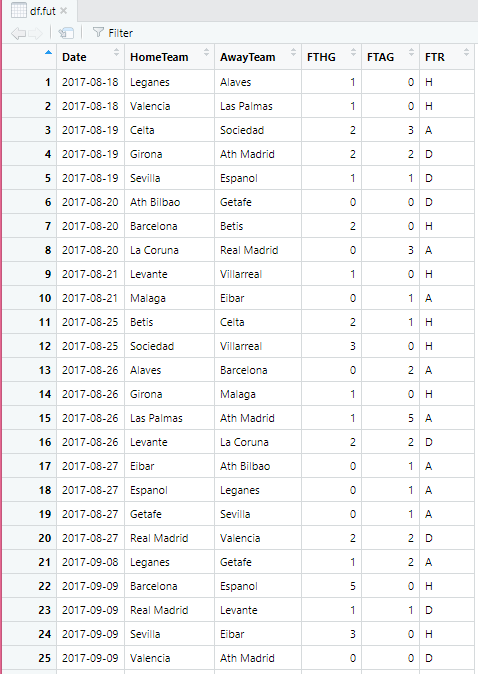 df.fut
Filter
Date HomeTeam AwayTeam FTHG FTAG FTR
1 2017-08-18 Leganes Alaves 1 0 H
2 2017-08-18 Valencia Las Palmas 1 0 H
3 2017-08-19 Celta Sociedad 2 3 A
4 2017-08-19 Girona Ath Madrid 2 2 D
5 2017-08-19 Sevilla Espanol 1 1 D
6 2017-08-20 Ath Bilbao Getafe 0 0 D
7 2017-08-20 Barcelona Betis 2 0 H
8 2017-08-20 La Coruna Real Madrid 0 3 A
9 2017-08-21 Levante Villarreal 1 0 H
10 2017-08-21 Malaga Eibar 0 1 A
11 2017-08-25 Betis Celta 2 1 H
12 2017-08-25 Sociedad Villarreal 3 0 H
13 2017-08-26 Alaves Barcelona 0 2 A
14 2017-08-26 Girona Malaga 1 0 H
15 2017-08-26 Las Palmas Ath Madrid 1 5 A
16 2017-08-26 Levante La Coruna 2 2 D
17 2017-08-27 Eibar Ath Bilbao 0 1 A
18 2017-08-27 Espanol Leganes 0 1 A
19 2017-08-27 Getafe Sevilla 0 1 A
20 2017-08-27 Real Madrid Valencia 2 2 D
21 2017-09-08 Leganes Getafe 1 2 A
22 2017-09-09 Barcelona Espanol 5 0 H
23 2017-09-09 Real Madrid Levante 1 1 D
24 2017-09-09 Sevilla Eibar 3 0 H
25 2017-09-09 Valencia Ath Madrid 0 0 D